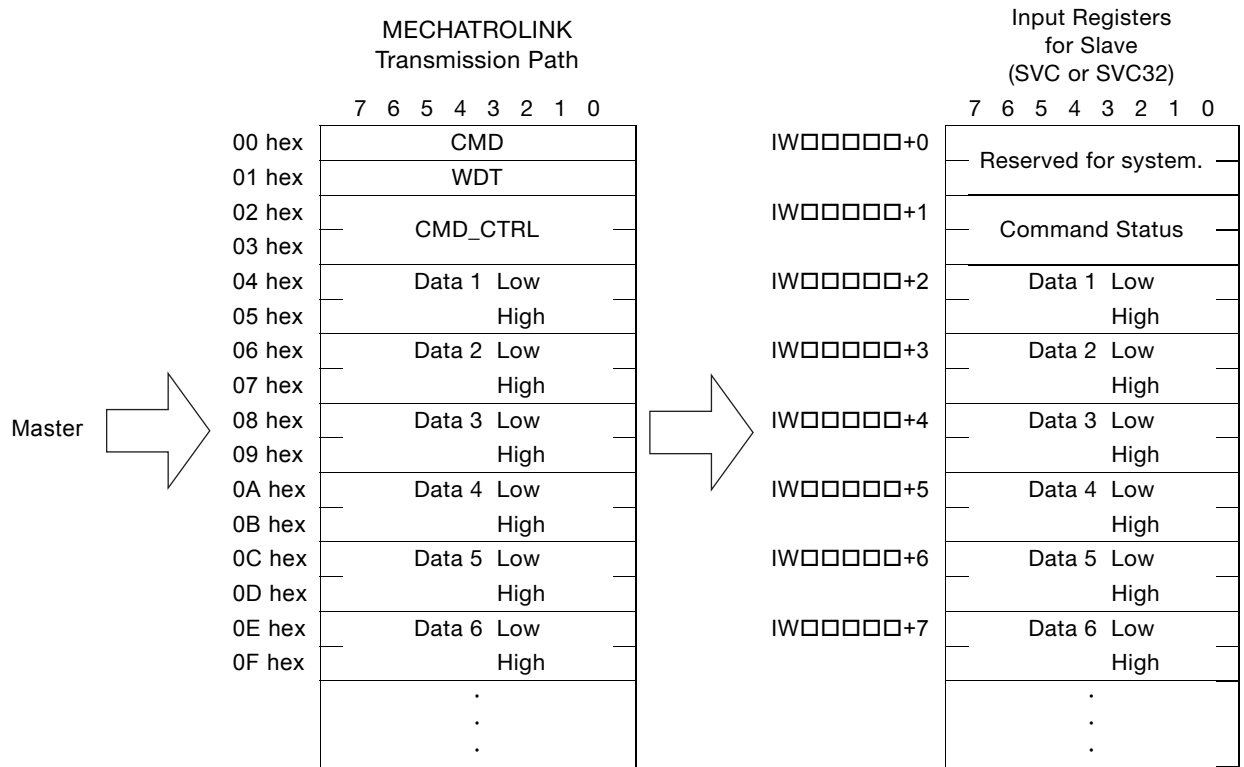 MECHATROLINK
Transmission Path
Input Registers
for Slave
(SVC or SVC32)
7 6 5 4 3 2 1 0
7 6 5 4 3 2 1 0
00 hex CMD IW□□□□□+0 Reserved for system.
01 hex WDT
02 hex CMD_CTRL IW□□□□□+1 Command Status
03 hex
04 hex Data 1 Low IW□□□□□+2 Data 1 Low
05 hex High High
06 hex Data 2 Low IW□□□□□+3 Data 2 Low
07 hex High High
Master 08 hex Data 3 Low IW□□□□□+4 Data 3 Low
09 hex High High
0A hex Data 4 Low IW□□□□□+5 Data 4 Low
0B hex High High
0C hex Data 5 Low IW□□□□□+6 Data 5 Low
0D hex High High
0E hex Data 6 Low IW□□□□□+7 Data 6 Low
0F hex High High